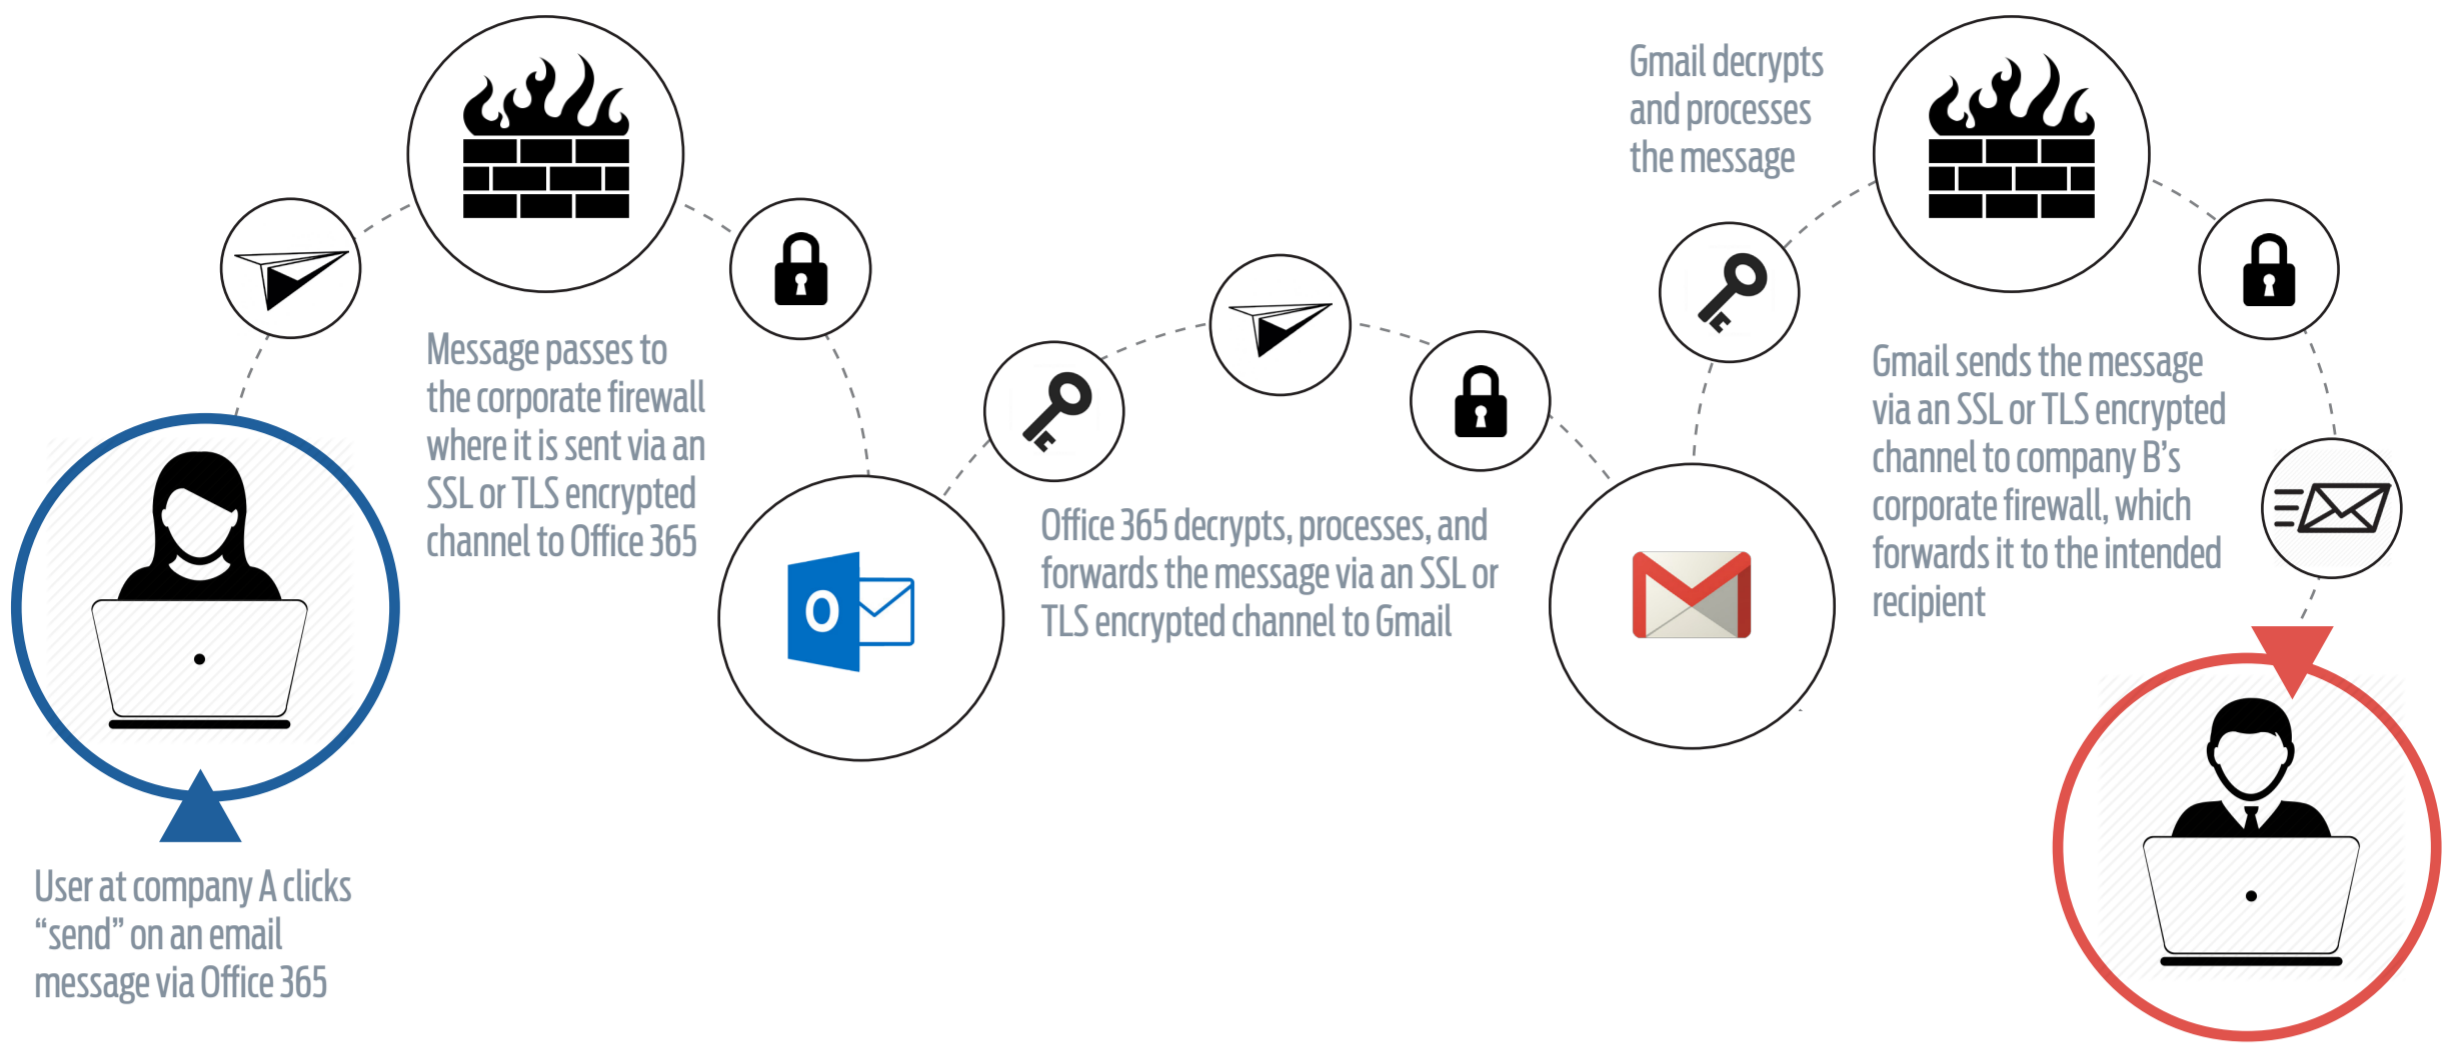 User at company A clicks
“send” on an email
message via Office 365
Message passes to
the corporate firewall
where it is sent via an
SSL or TLS encrypted
channel to Office 365
O
Office 365 decrypts, processes, and
forwards the message via an SSL or
TLS encrypted channel to Gmail
Gmail decrypts
and processes
the message
Gmail sends the message
via an SSL or TLS encrypted
channel to company B’s
corporate firewall, which
forwards it to the intended
recipient